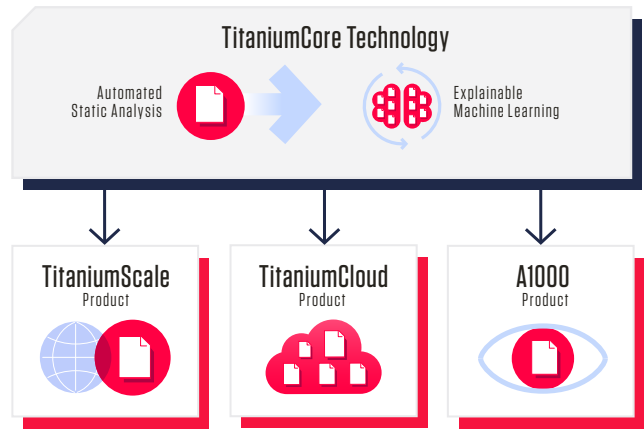 TitaniumCore Technology
Automated
Static Analysis
Explainable
Machine Learning
TitaniumScale
Product
TitaniumCloud
Product
A1000
Product